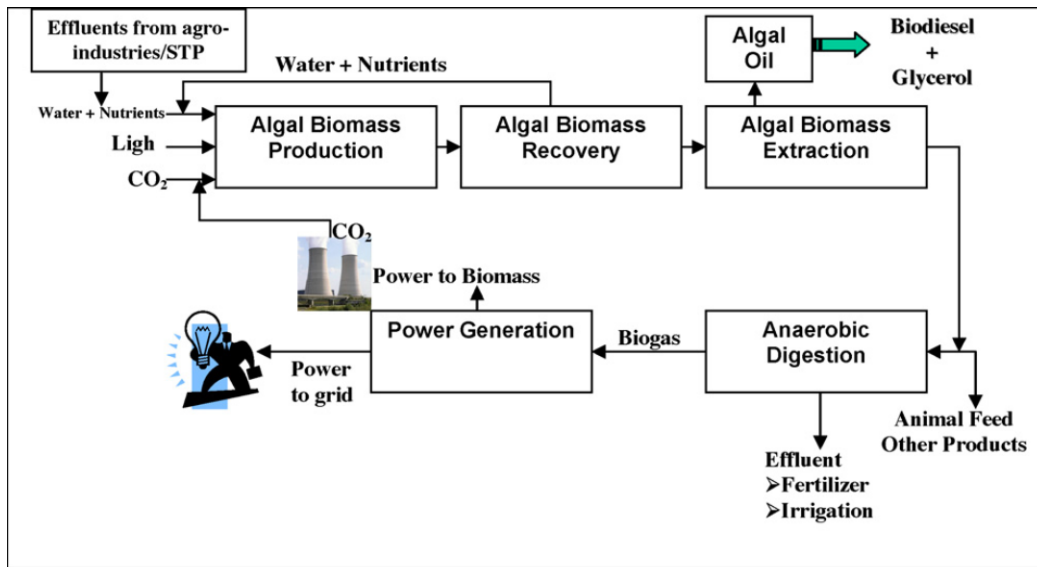 Effluents from agro-
industries/STP
Water + Nutrients
Water + Nutrients
Ligh
CO₂
Algal Biomass
Production
Algal Biomass
Recovery
Algal Biomass
Extraction
Algal
Oil
Biodiesel
+
Glycerol
CO₂
Power to Biomass
Power Generation
Biogas
Anaerobic
Digestion
Power
to grid
Animal Feed
Other Products
Effluent
➢Fertilizer
➢Irrigation